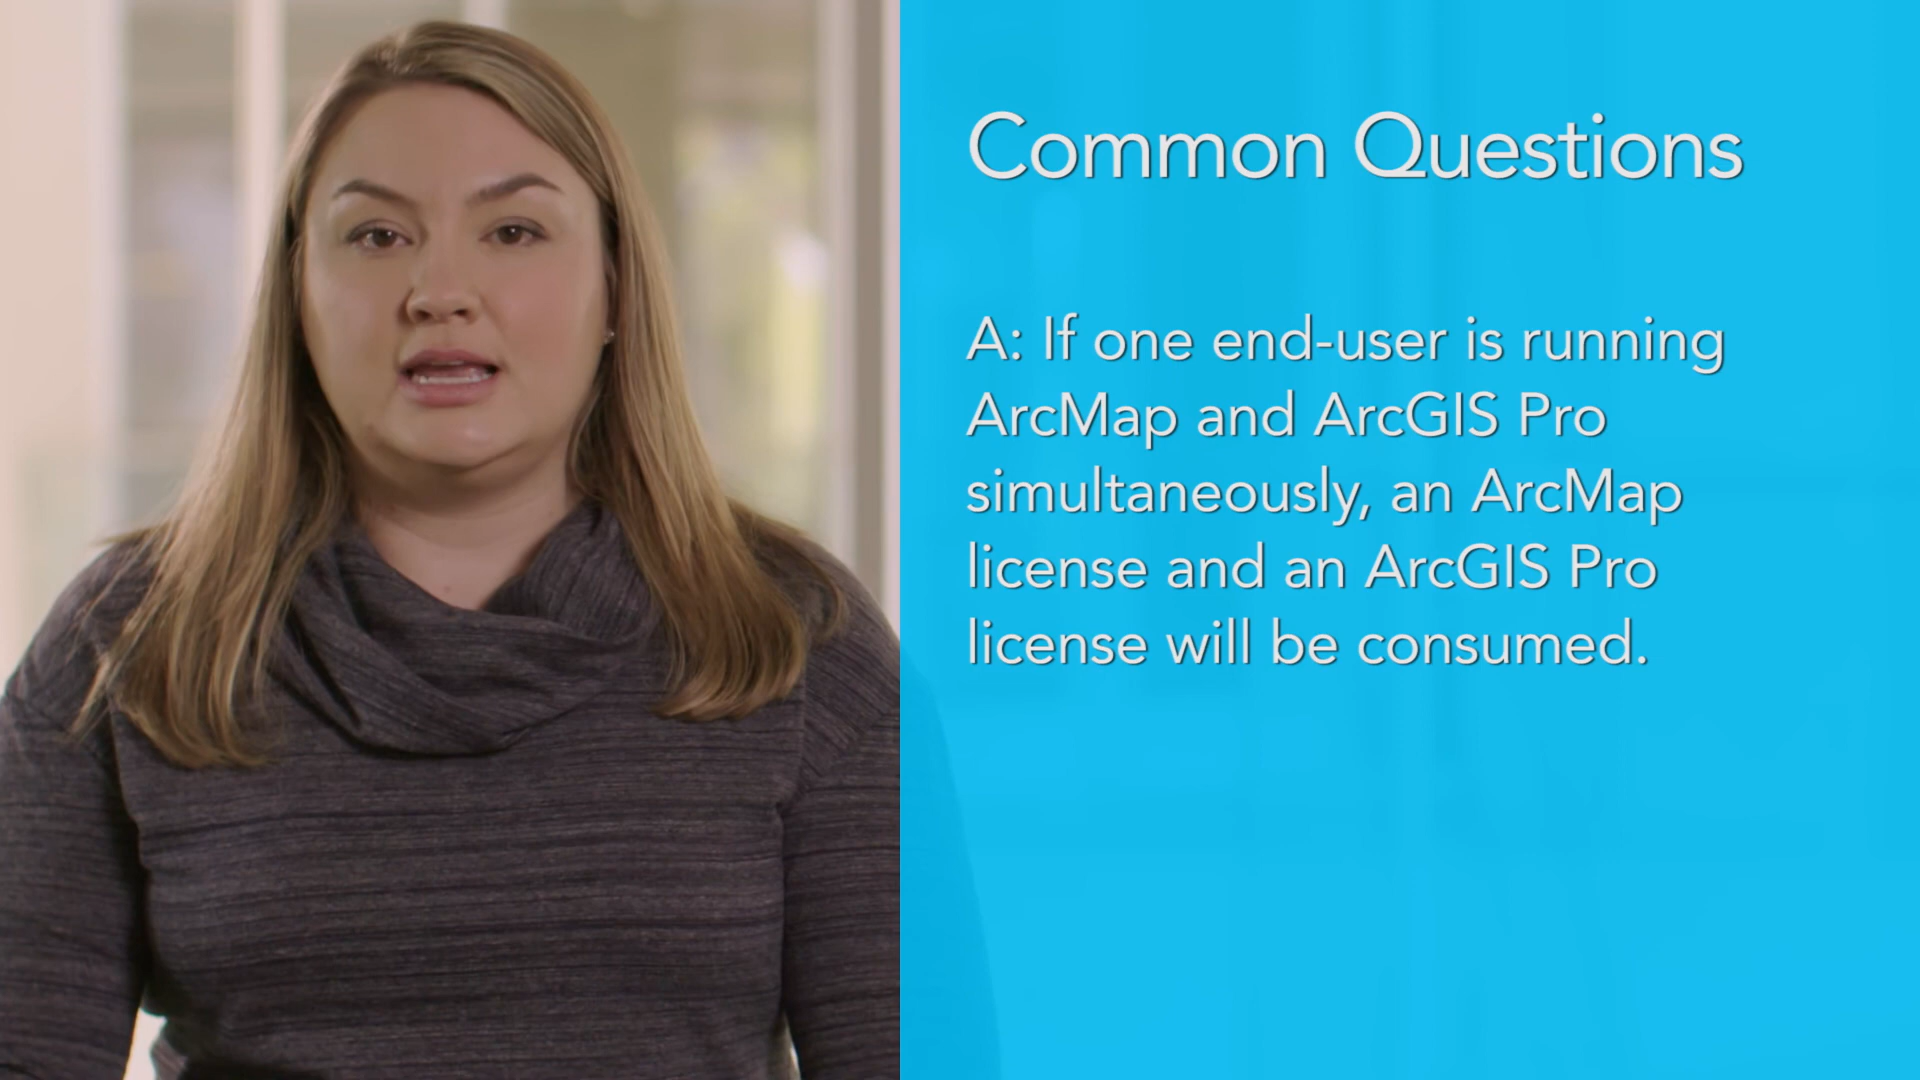 Common Questions
A: If one end-user is running
ArcMap and ArcGIS Pro
simultaneously, an ArcMap
license and an ArcGIS Pro
license will be consumed.